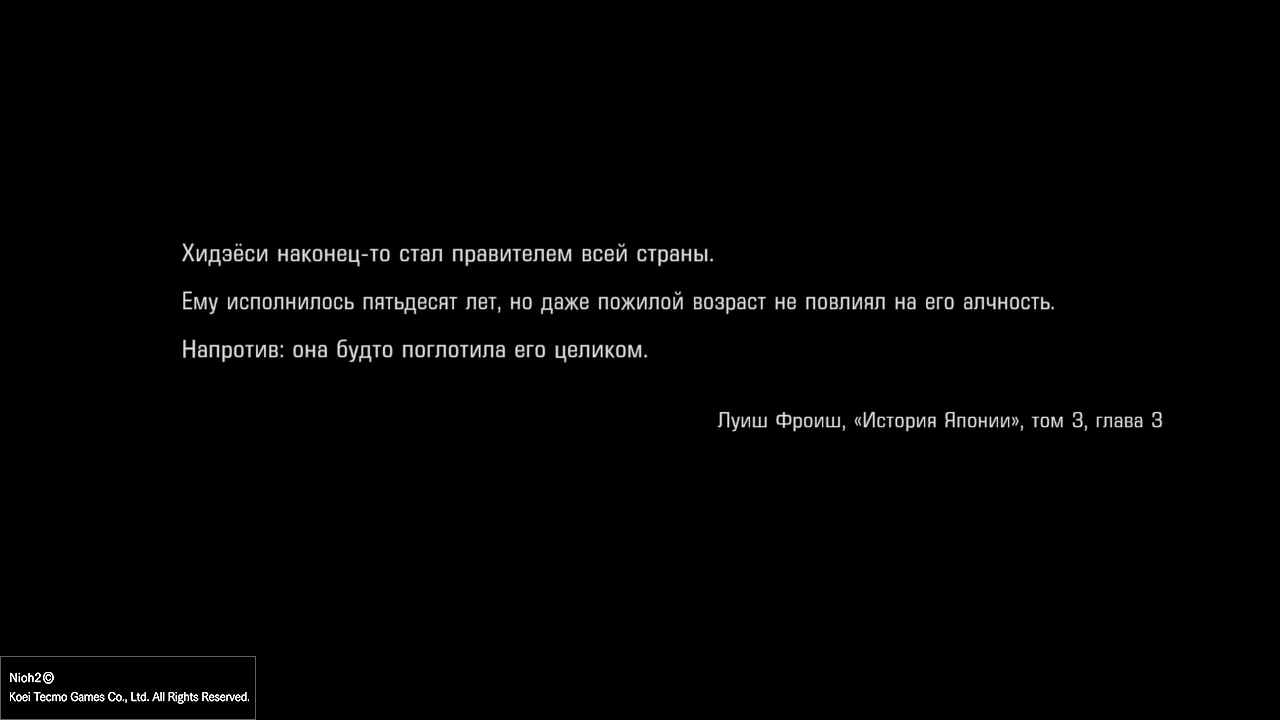 Хидэёси наконец-то стал правителем всей страны.
Ему исполнилось пятьдесят лет, но даже пожилой возраст не повлиял на его алчность.
Напротив: она будто поглотила его целиком.
Луиш Фроиш, «История Японии», том 3, глава 3
Nioh2©
Koei Tecmo Games Co., Ltd. All Rights Reserved.